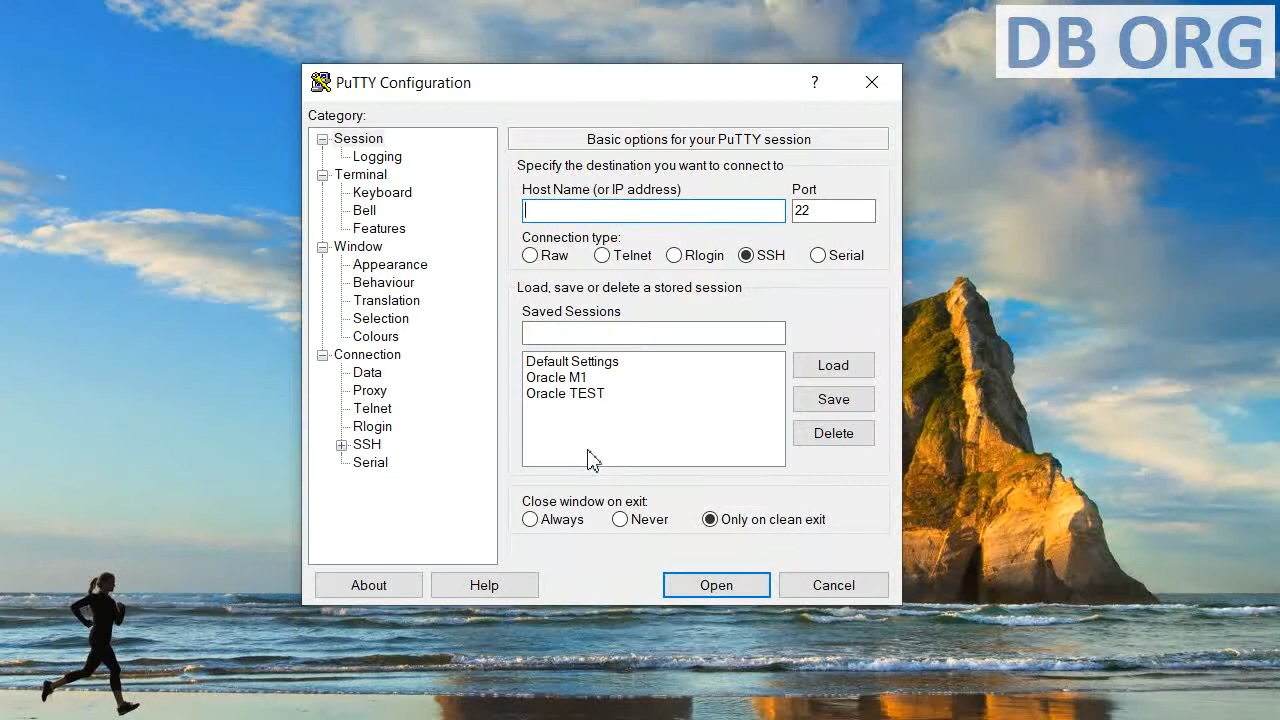 DB ORG
PuTTY Configuration
?
Category:
Session
Logging
Terminal
Keyboard
Bell
Features
Window
Appearance
Behaviour
Translation
Selection
Colours
Connection
Data
Proxy
Telnet
Rlogin
SSH
Serial
Basic options for your PuTTY session
Specify the destination you want to connect to
Host Name (or IP address) Port
22
Connection type:
Raw Telnet Rlogin SSH Serial
Load, save or delete a stored session
Saved Sessions
Default Settings
Oracle M1
Oracle TEST
Load
Save
Delete
Close window on exit:
Always Never Only on clean exit
About Help Open Cancel